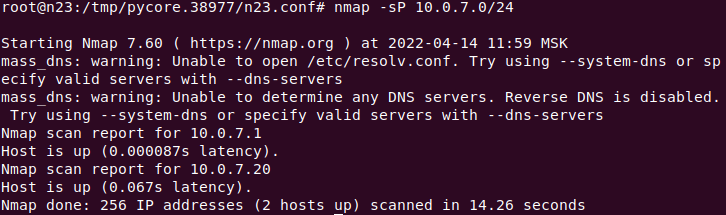 root@n23:/tmp/pycore.38977/n23.conf# nmap -sP 10.0.7.0/24
Starting Nmap 7.60 ( https://nmap.org ) at 2022-04-14 11:59 MSK
mass_dns: warning: Unable to open /etc/resolv.conf. Try using --system-dns or sp
ecify valid servers with --dns-servers
mass_dns: warning: Unable to determine any DNS servers. Reverse DNS is disabled.
 Try using --system-dns or specify valid servers with --dns-servers
Nmap scan report for 10.0.7.1
Host is up (0.000087s latency).
Nmap scan report for 10.0.7.20
Host is up (0.067s latency).
Nmap done: 256 IP addresses (2 hosts up) scanned in 14.26 seconds